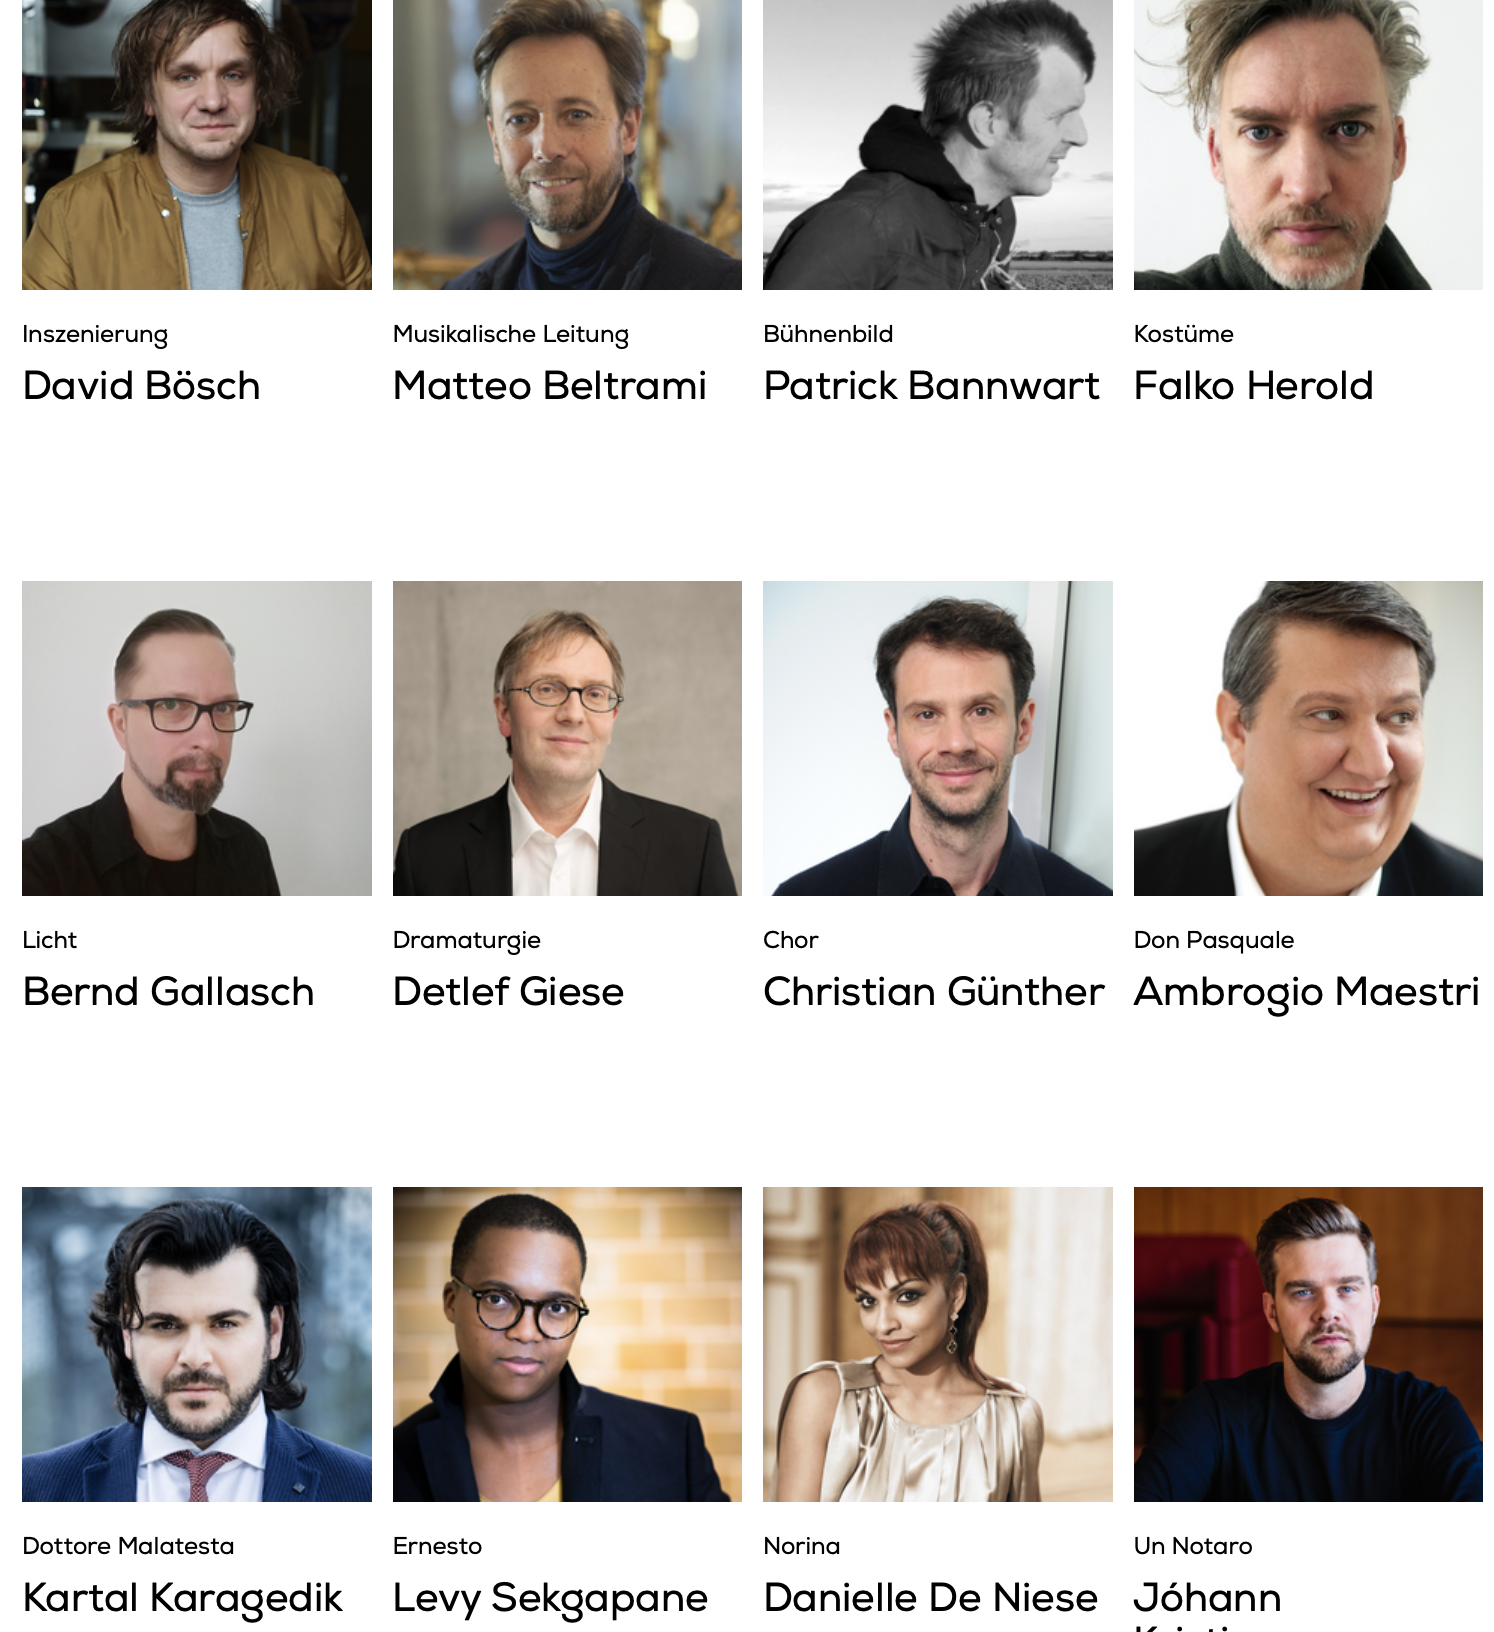 Inszenierung
David Bösch
Musikalische Leitung
Matteo Beltrami
Bühnenbild
Patrick Bannwart
Kostüme
Falko Herold
Licht
Bernd Gallasch
Dramaturgie
Detlef Giese
Chor
Christian Günther
Don Pasquale
Ambrogio Maestri
Dottore Malatesta
Kartal Karagedik
Ernesto
Levy Sekgapane
Norina
Danielle De Niese
Un Notaro
Jóhann